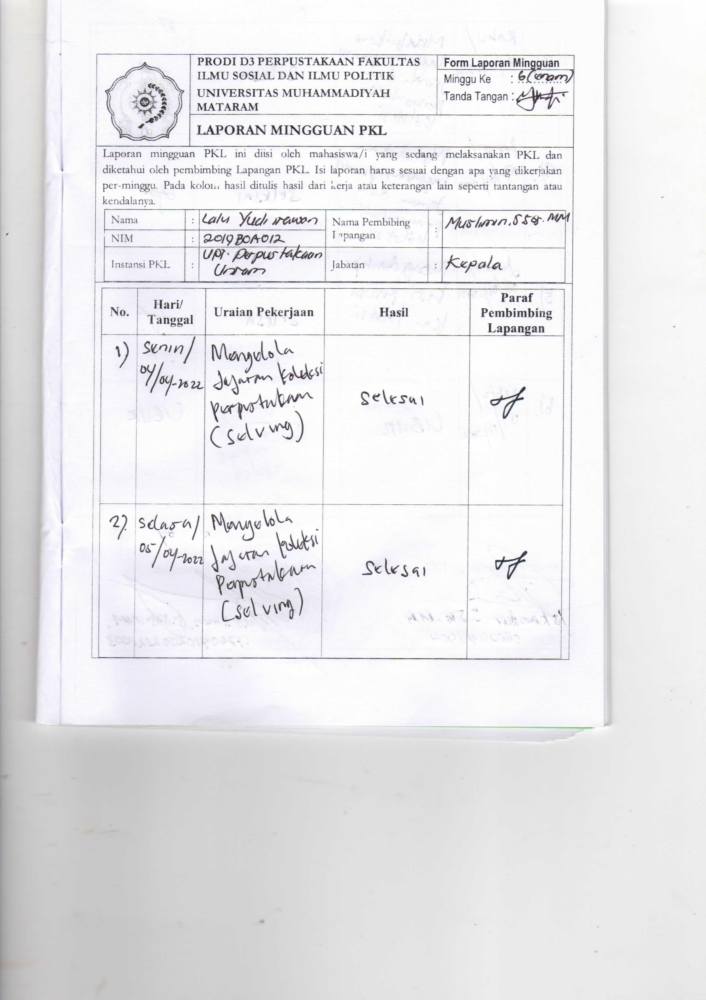 PRODI D3 PERPUSTAKAAN FAKULTAS
ILMU SOSIAL DAN ILMU POLITIK
UNIVERSITAS MUHAMMADIYAH
MATARAM
Form Laporan Mingguan
Minggu Ke : 6 (enam)
Tanda Tangan :
LAPORAN MINGGUAN PKL
Laporan mingguan PKL ini diisi oleh mahasiswa/i yang sedang melaksanakan PKL dan
diketahui oleh pembimbing Lapangan PKL. Isi laporan harus sesuai dengan apa yang dikerjakan
per-minggu. Pada kolom hasil ditulis hasil dari kerja atau keterangan lain seperti tantangan atau
kendalanya.
Nama : Lalu Yudi irawan
Nama Pembibing
Lapangan : Muslimin. S Sos. MM
NIM : 2019B0A012
Instansi PKL : UPT. Perpustakaan
Unram
Jabatan : Kepala
No.
Hari/
Tanggal
Uraian Pekerjaan
Hasil
Paraf
Pembimbing
Lapangan
1) Senin/
04/04-2022
Mengelola
Jajaran koleksi
perpustakaan
(selving)
Selesai
2). Selasa/
05/04-2022
Mengelola
Jajaran koleksi
Perpustakaan
(selving)
Selesai